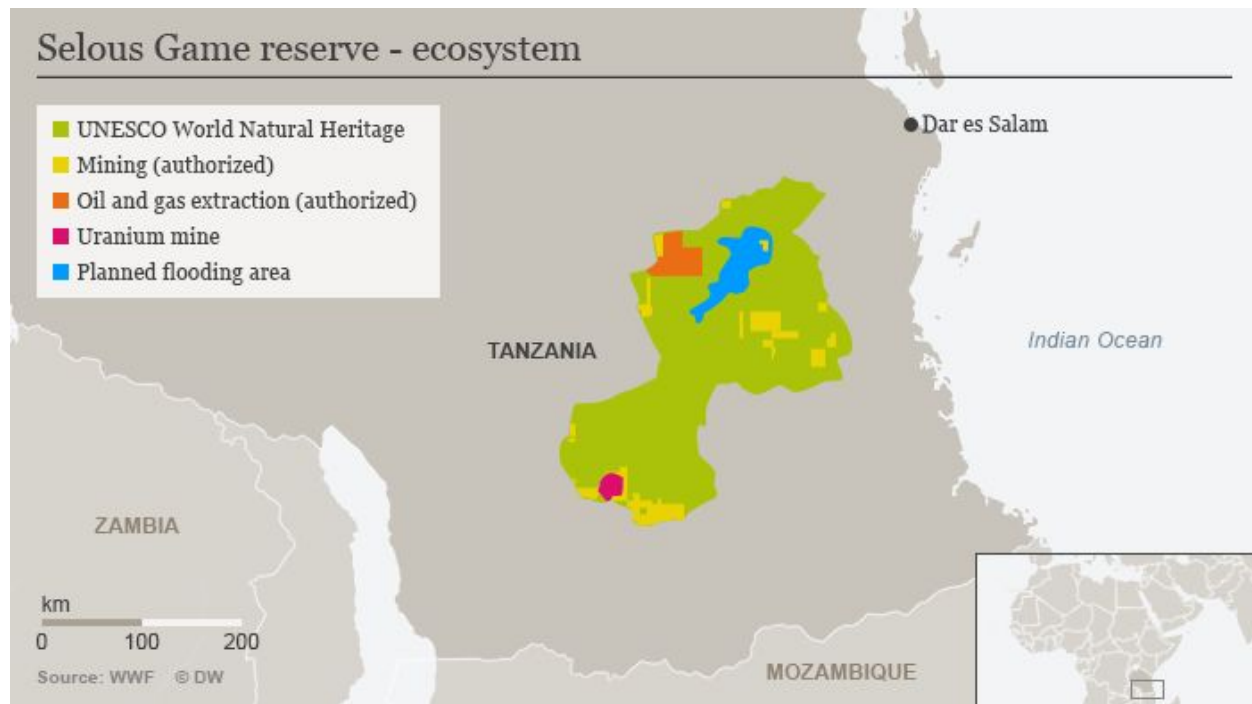 Selous Game reserve - ecosystem
UNESCO World Natural Heritage
Mining (authorized)
Oil and gas extraction (authorized)
Uranium mine
Planned flooding area
Dar es Salam
TANZANIA
Indian Ocean
ZAMBIA
MOZAMBIQUE
km
0 100 200
Source: WWF © DW